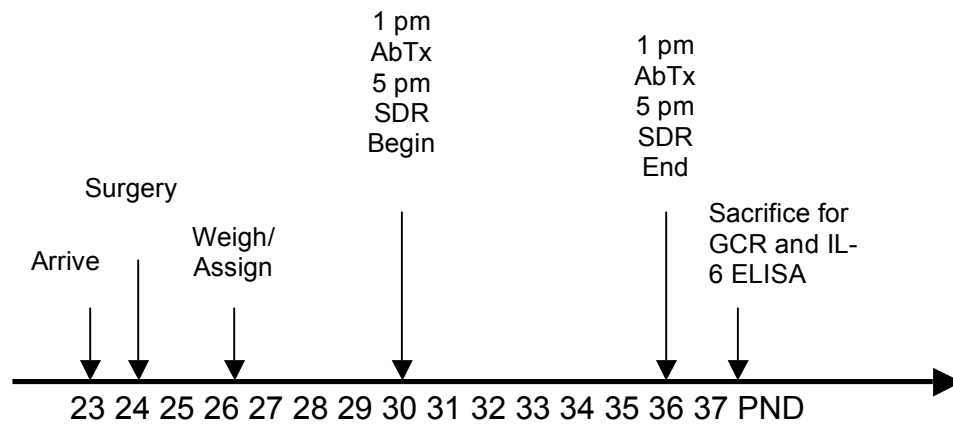 1 pm
AbTx
5 pm
SDR
Begin
1 pm
AbTx
5 pm
SDR
End
Surgery
Arrive
Weigh/
Assign
Sacrifice for
GCR and IL-
6 ELISA
23 24 25 26 27 28 29 30 31 32 33 34 35 36 37 PND